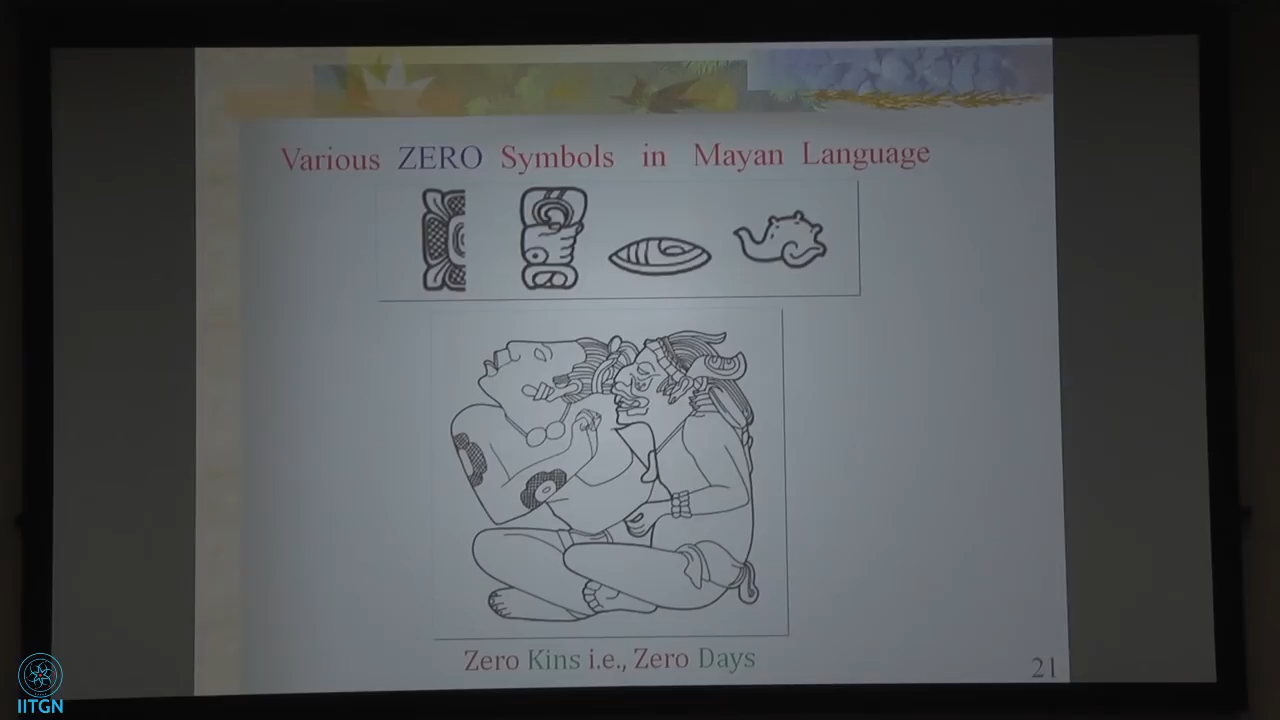 Various ZERO Symbols in Mayan Language
Zero Kins i.e., Zero Days
21
IITGN